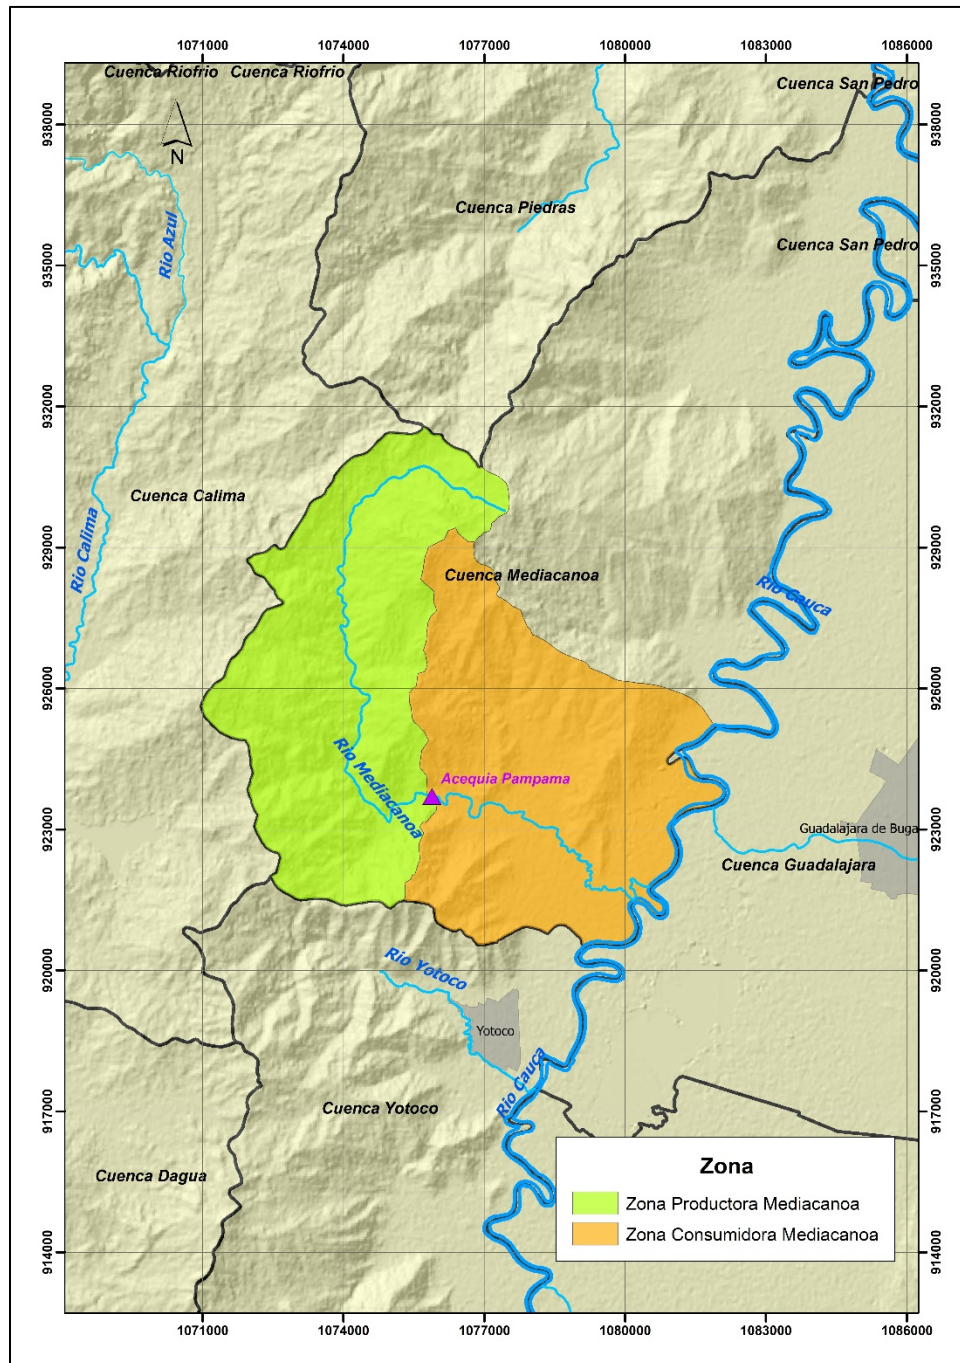 1071000 1074000 1077000 1080000 1083000 1086000
Cuenca Riofrio Cuenca Riofrio
Cuenca San Pedro
938000 938000
N
Cuenca Piedras
Rio Azul
Cuenca San Pedro
935000 935000
932000 932000
Cuenca Calima
Rio Calima
929000 929000
Cuenca Mediacanoa
Rio Cauca
926000 926000
Rio Mediacanoa
Acequia Pampama
923000 923000
Guadalajara de Buga
Cuenca Guadalajara
Rio Yotoco
920000 920000
Yotoco
Rio Cauca
917000 917000
Cuenca Yotoco
Cuenca Dagua
Zona
Zona Productora Mediacanoa
Zona Consumidora Mediacanoa
914000 914000
1071000 1074000 1077000 1080000 1083000 1086000